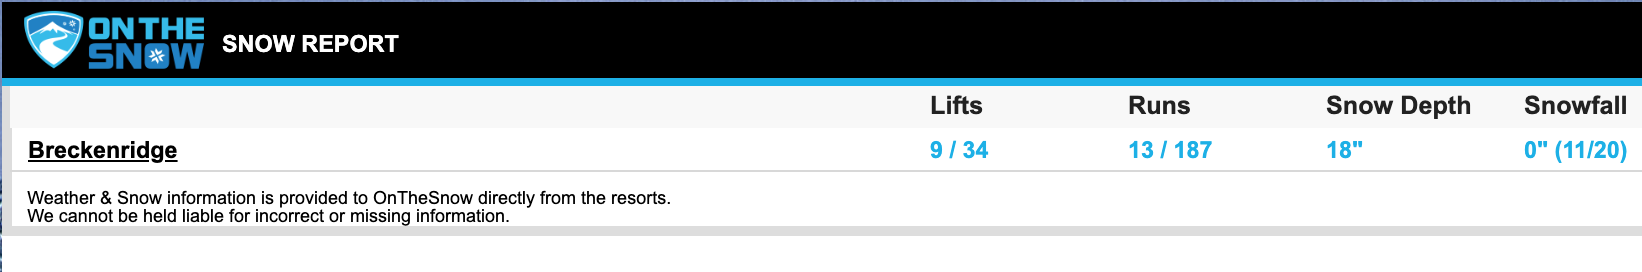 ON THE
SNOW
SNOW REPORT
Lifts Runs Snow Depth Snowfall
Breckenridge 9 / 34 13 / 187 18" 0" (11/20)
Weather & Snow information is provided to OnTheSnow directly from the resorts.
We cannot be held liable for incorrect or missing information.